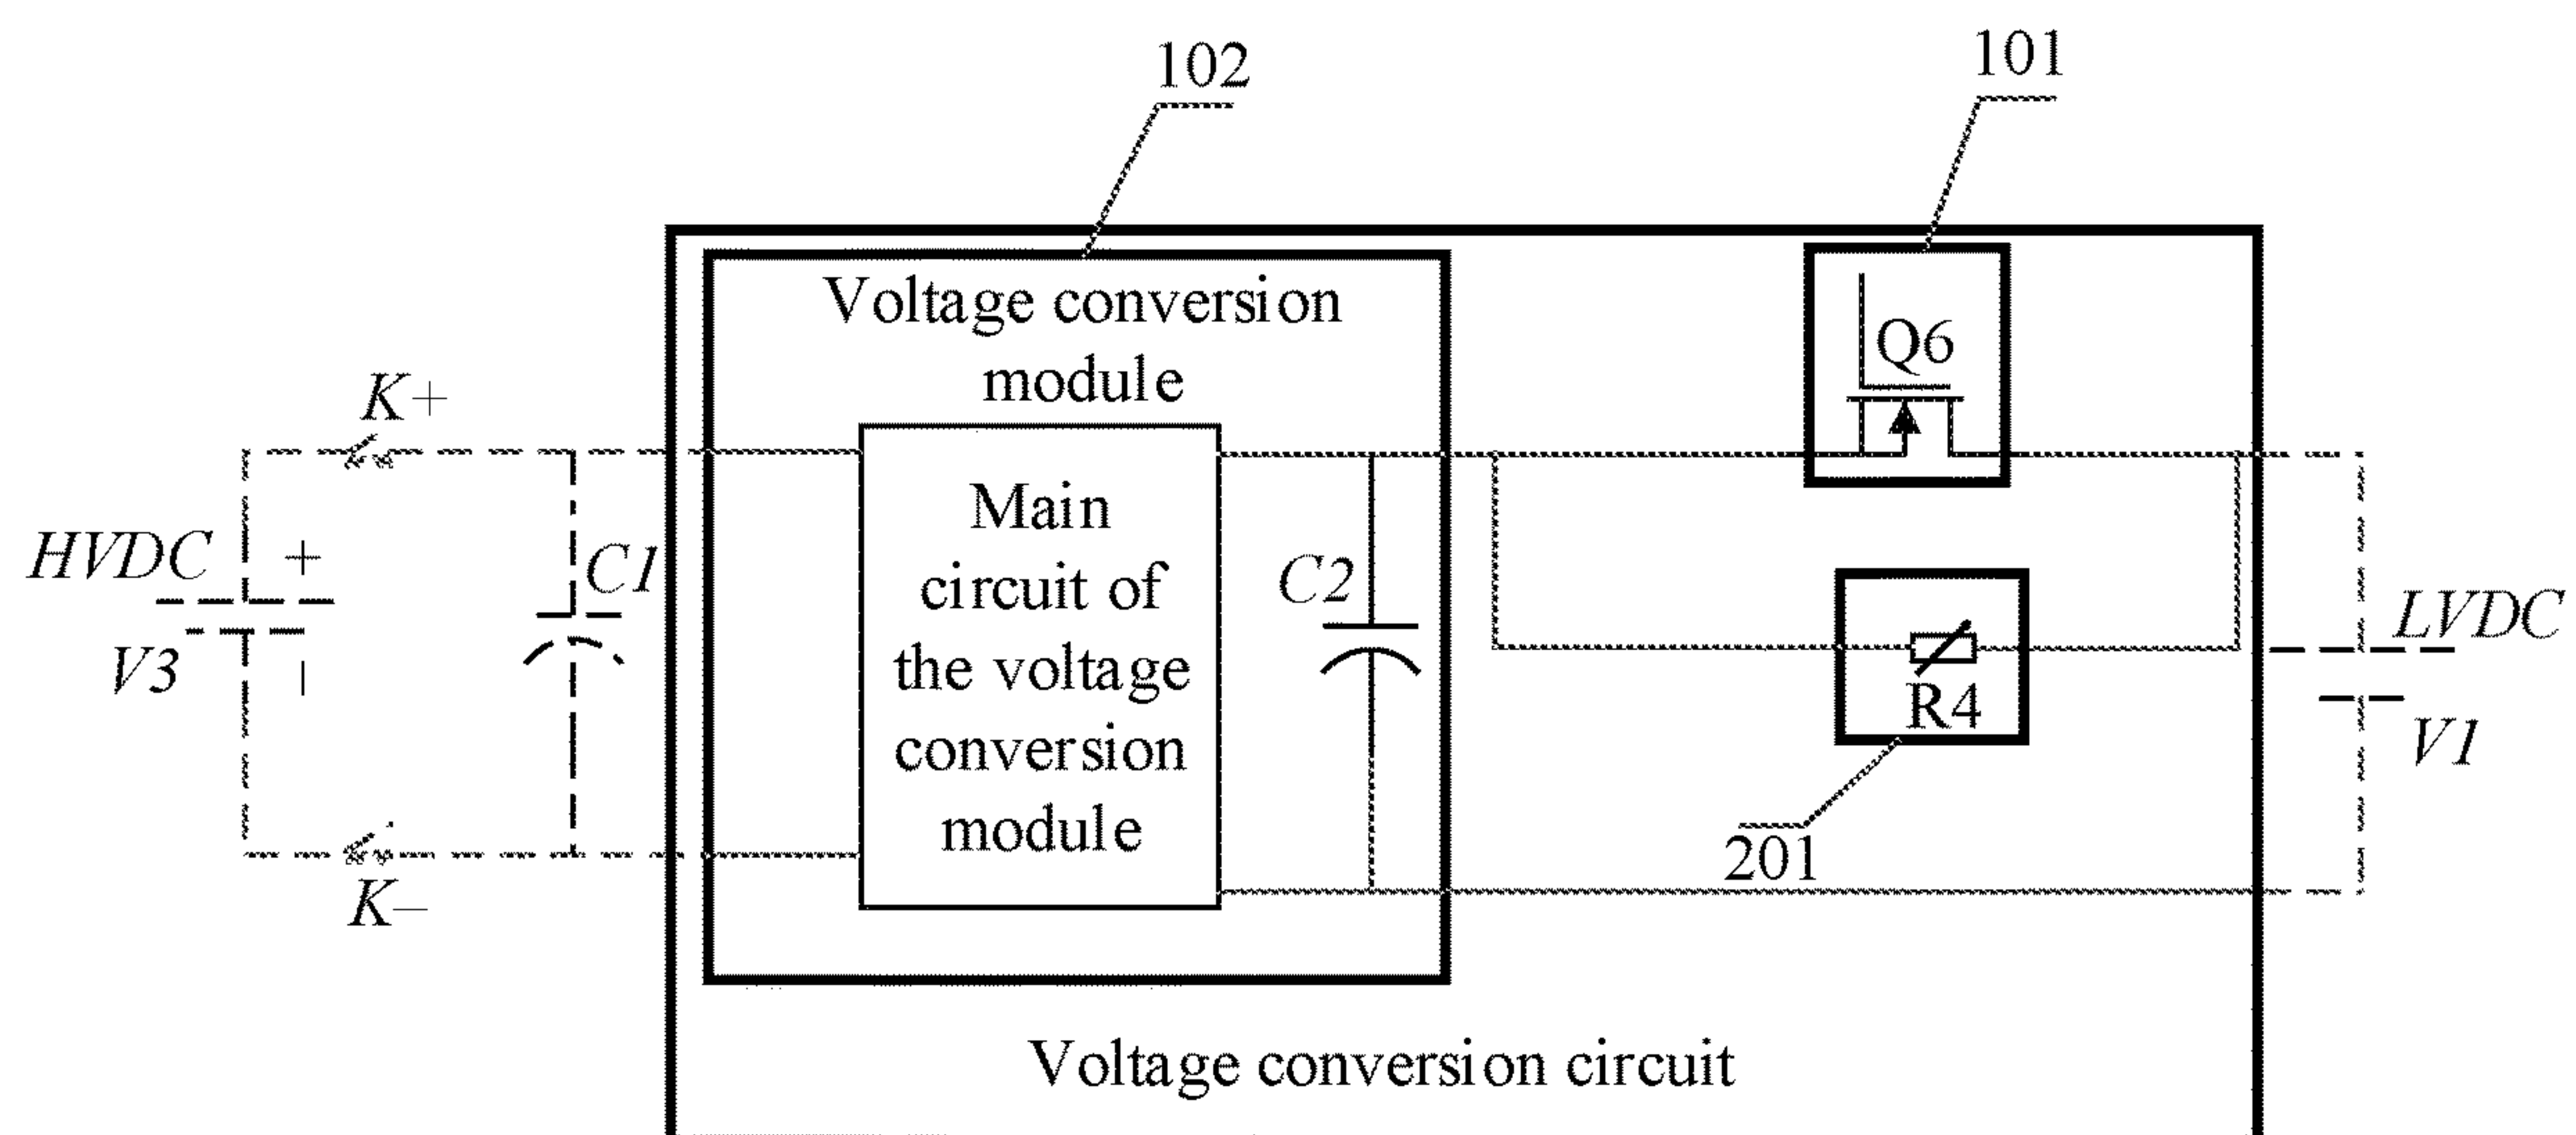 102
101
Voltage conversion
module
Q6
K+
Main
circuit of
the voltage
conversion
module
HVDC
+
C1
C2
LVDC
V3
–
R4
V1
201
K–
Voltage conversion circuit